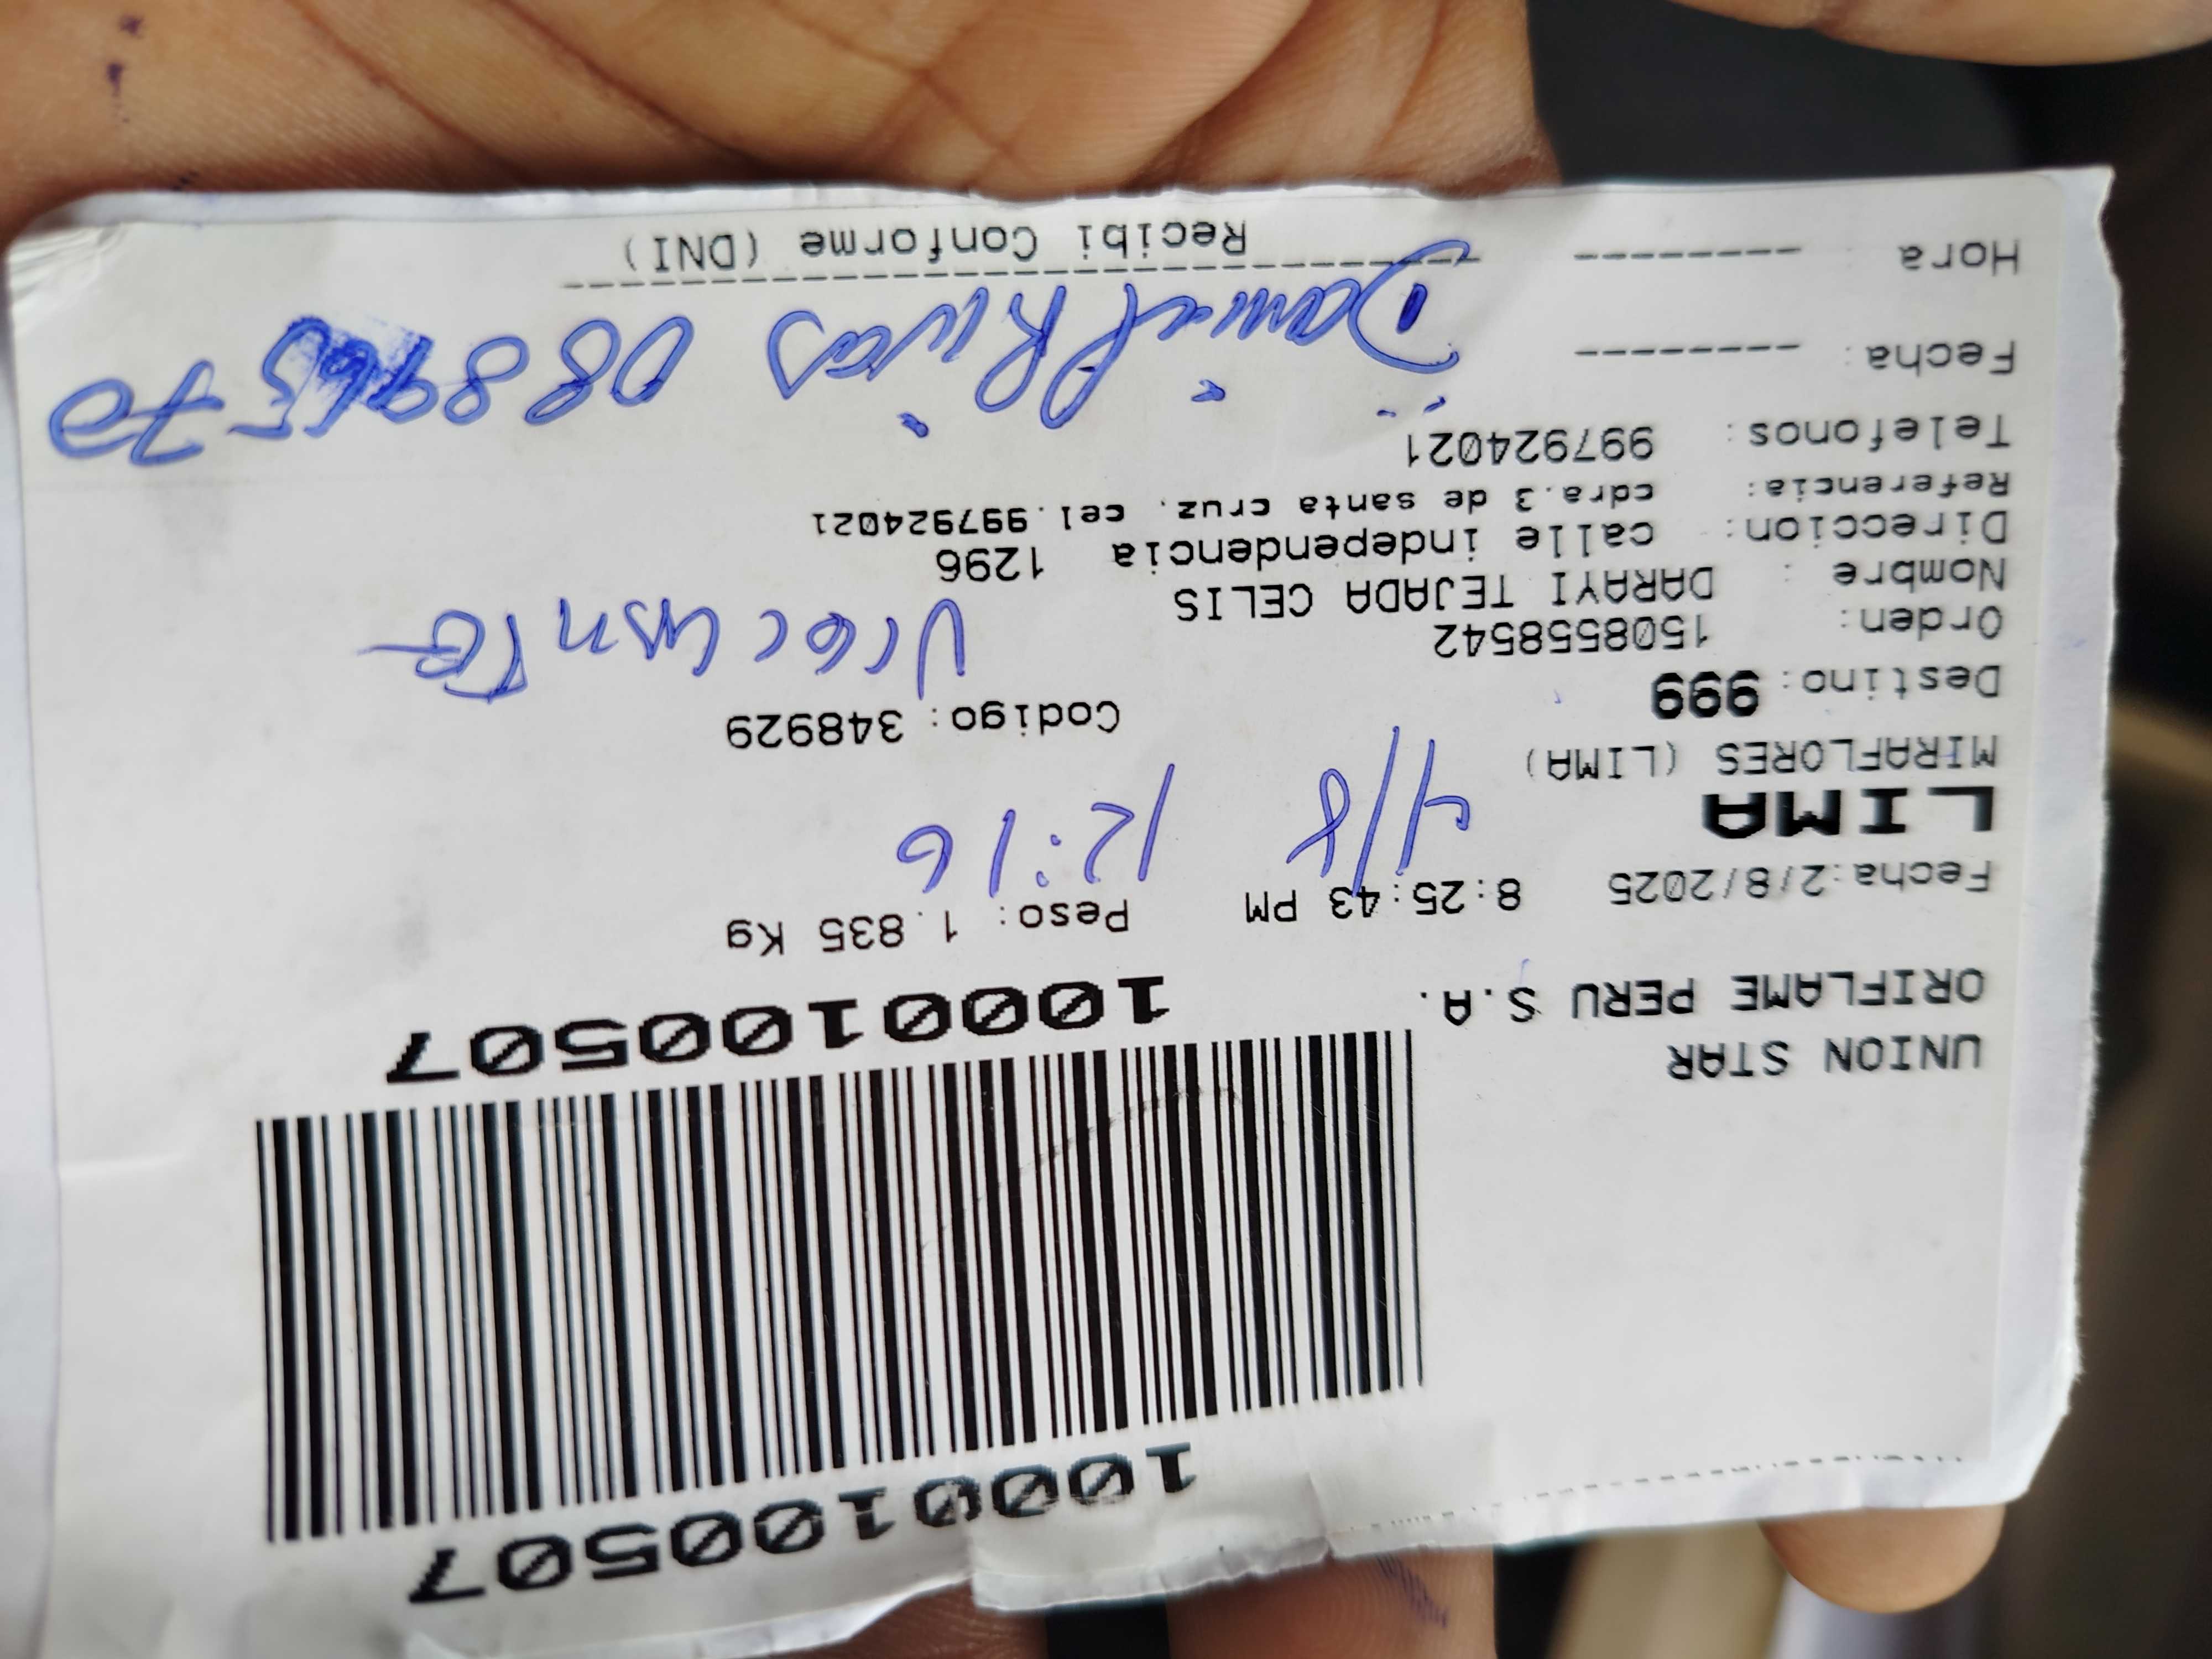 1000100507
1000100507
UNION STAR
ORIFLAME PERU S.A.
Fecha:2/8/2025 8:25:43 PM Peso: 1.835 Kg
LIMA 4/8 12:16
MIRAFLORES (LIMA)
Destino: 999 Codigo: 348929
Orden: 1508558542
Nombre : DARAYI TEJADA CELIS
Direccion: calle independencia 1296
Referencia: cdra.3 de santa cruz. cel.997924021
Telefonos: 997924021
Fecha: --------
Daniel Rivas
Hora : --------
Recibi Conforme (DNI)